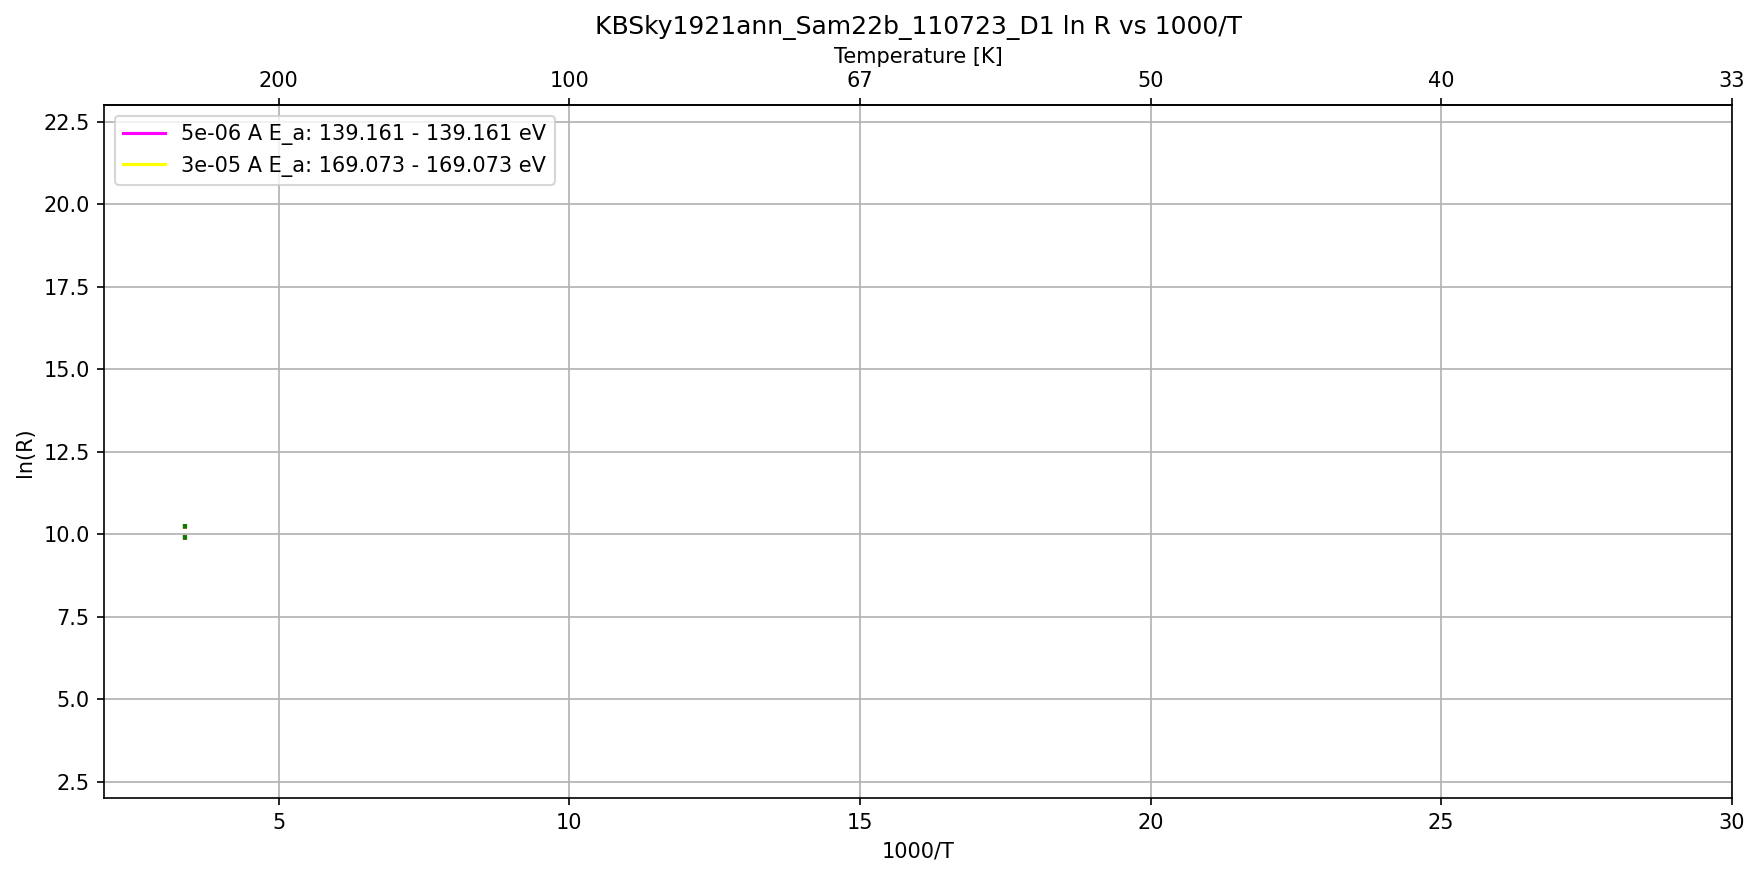 KBSky1921ann_Sam22b_110723_D1 ln R vs 1000/T
Temperature [K]
200 100 67 50 40 33
5e-06 A E_a: 139.161 - 139.161 eV
3e-05 A E_a: 169.073 - 169.073 eV
22.5
20.0
17.5
15.0
12.5
10.0
7.5
5.0
2.5
ln(R)
5 10 15 20 25 30
1000/T